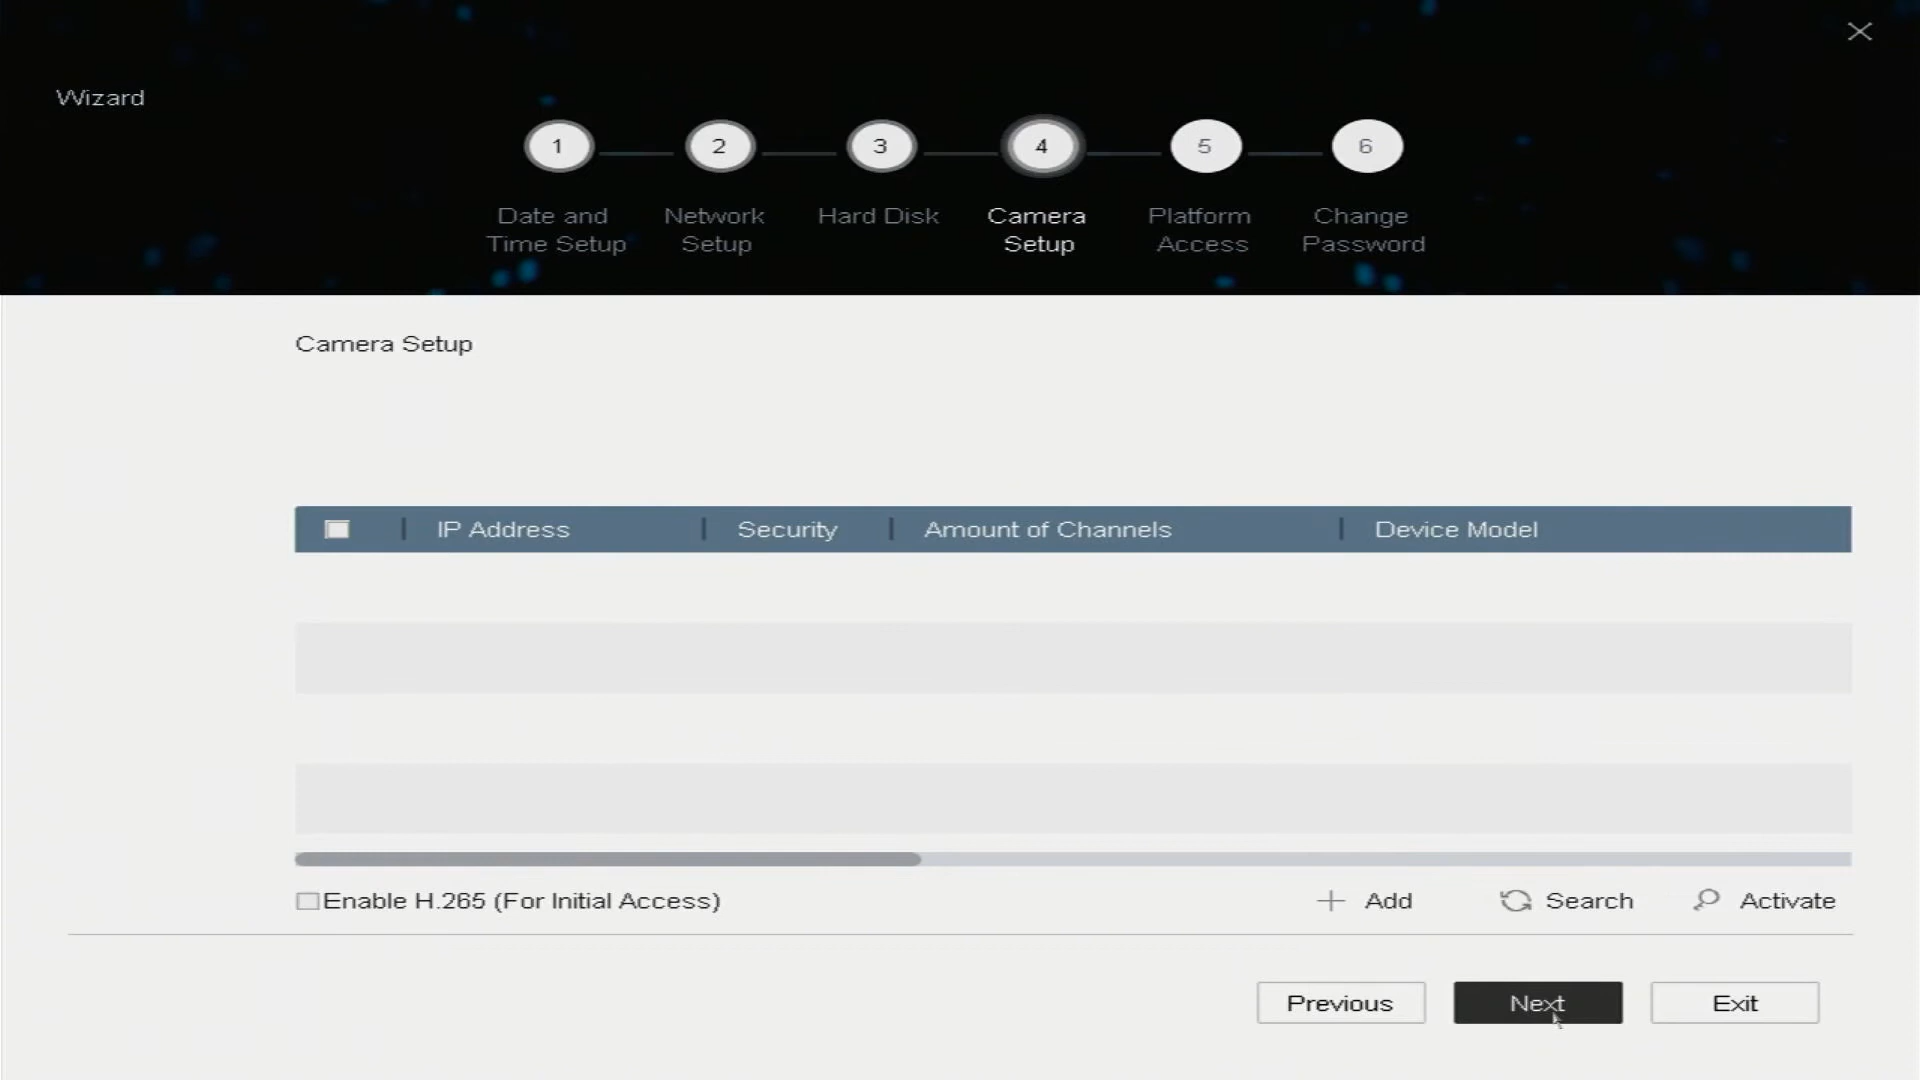 Wizard
1 2 3 4 5 6
Date and Time Setup
Network Setup
Hard Disk
Camera Setup
Platform Access
Change Password
Camera Setup
IP Address Security Amount of Channels Device Model
Enable H.265 (For Initial Access) Add Search Activate
Previous Next Exit